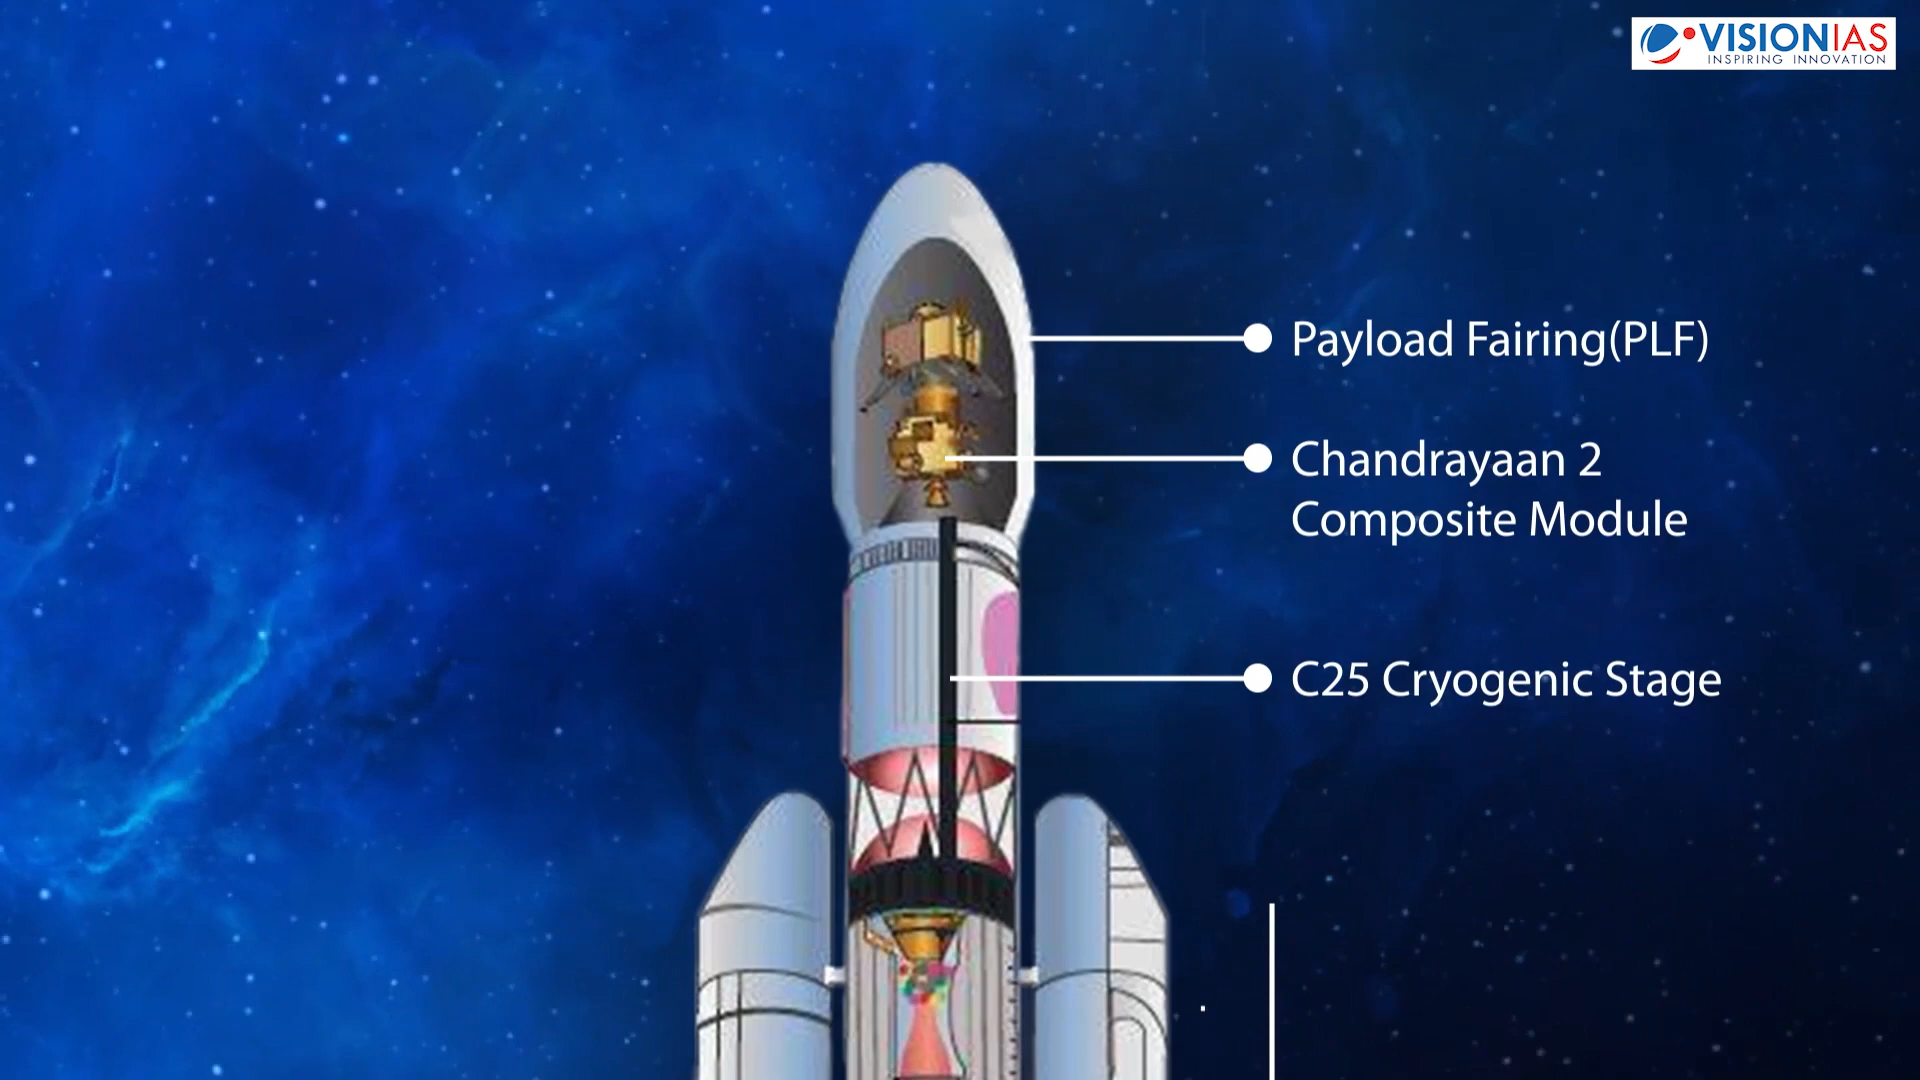 VISIONIAS
INSPIRING INNOVATION
Payload Fairing(PLF)
Chandrayaan 2
Composite Module
C25 Cryogenic Stage